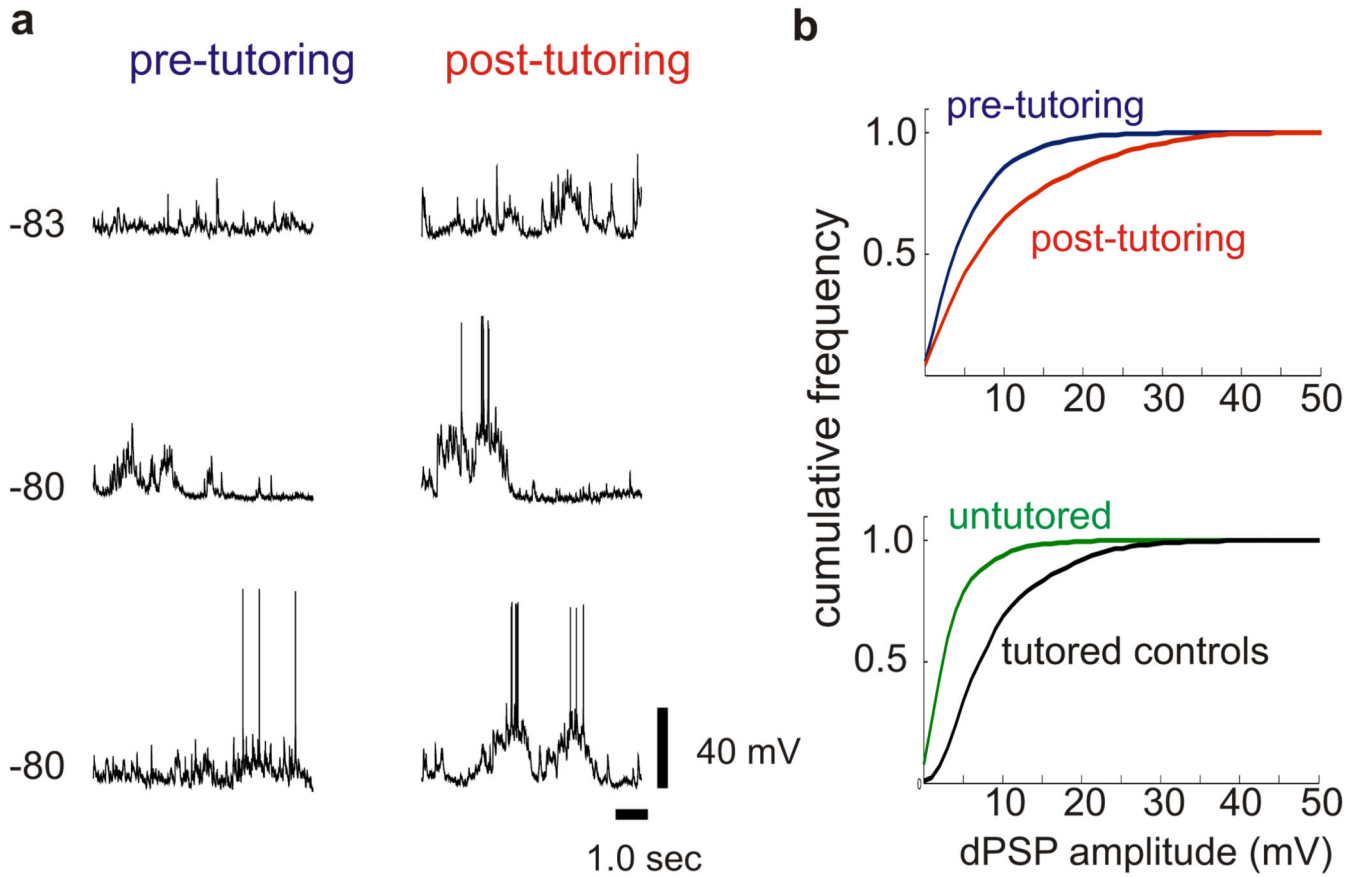 a
pre-tutoring
post-tutoring
-83
-80
-80
40 mV
1.0 sec
b
cumulative frequency
pre-tutoring
1.0
post-tutoring
0.5
10 20 30 40 50
untutored
1.0
0.5
tutored controls
0
10 20 30 40 50
dPSP amplitude (mV)